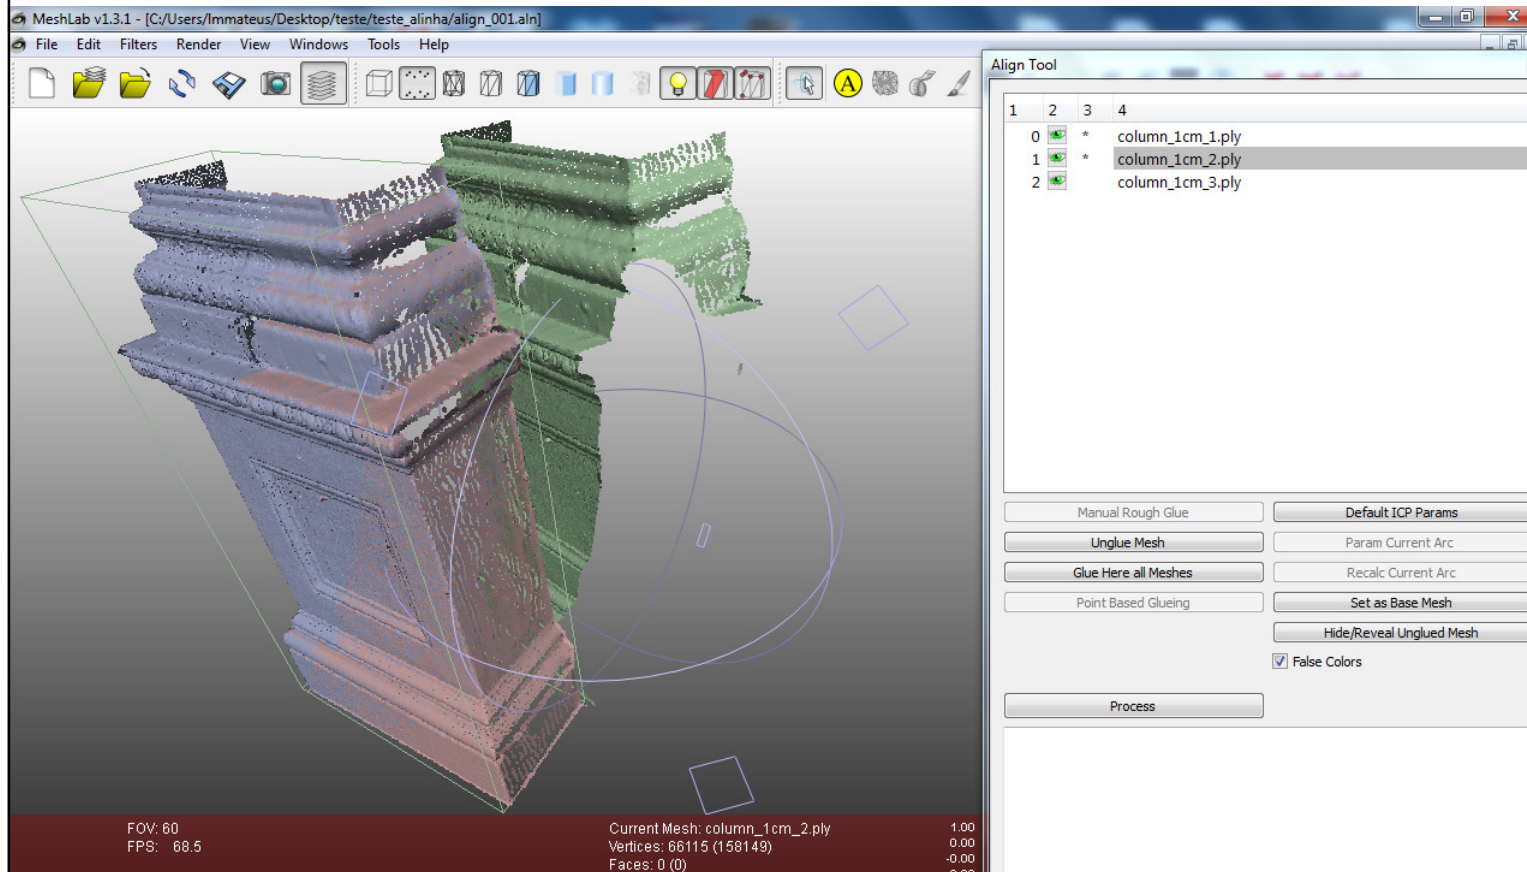 MeshLab v1.3.1 - [C:/Users/Immateus/Desktop/teste/teste_alinha/align_001.aln]
File Edit Filters Render View Windows Tools Help
A
Align Tool
1 2 3 4
0 * column_1cm_1.ply
1 * column_1cm_2.ply
2 column_1cm_3.ply
Manual Rough Glue Default ICP Params
Unglue Mesh Param Current Arc
Glue Here all Meshes Recalc Current Arc
Point Based Glueing Set as Base Mesh
Hide/Reveal Unglued Mesh
False Colors
Process
FOV: 60 Current Mesh: column_1cm_2.ply 1.00
FPS: 68.5 Vertices: 66115 (158149) 0.00
Faces: 0 (0) -0.00